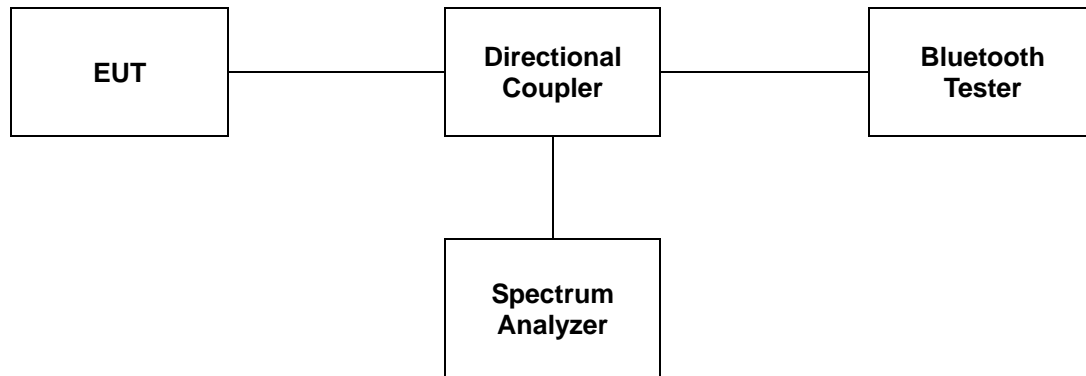 EUT
Directional
Coupler
Bluetooth
Tester
Spectrum
Analyzer